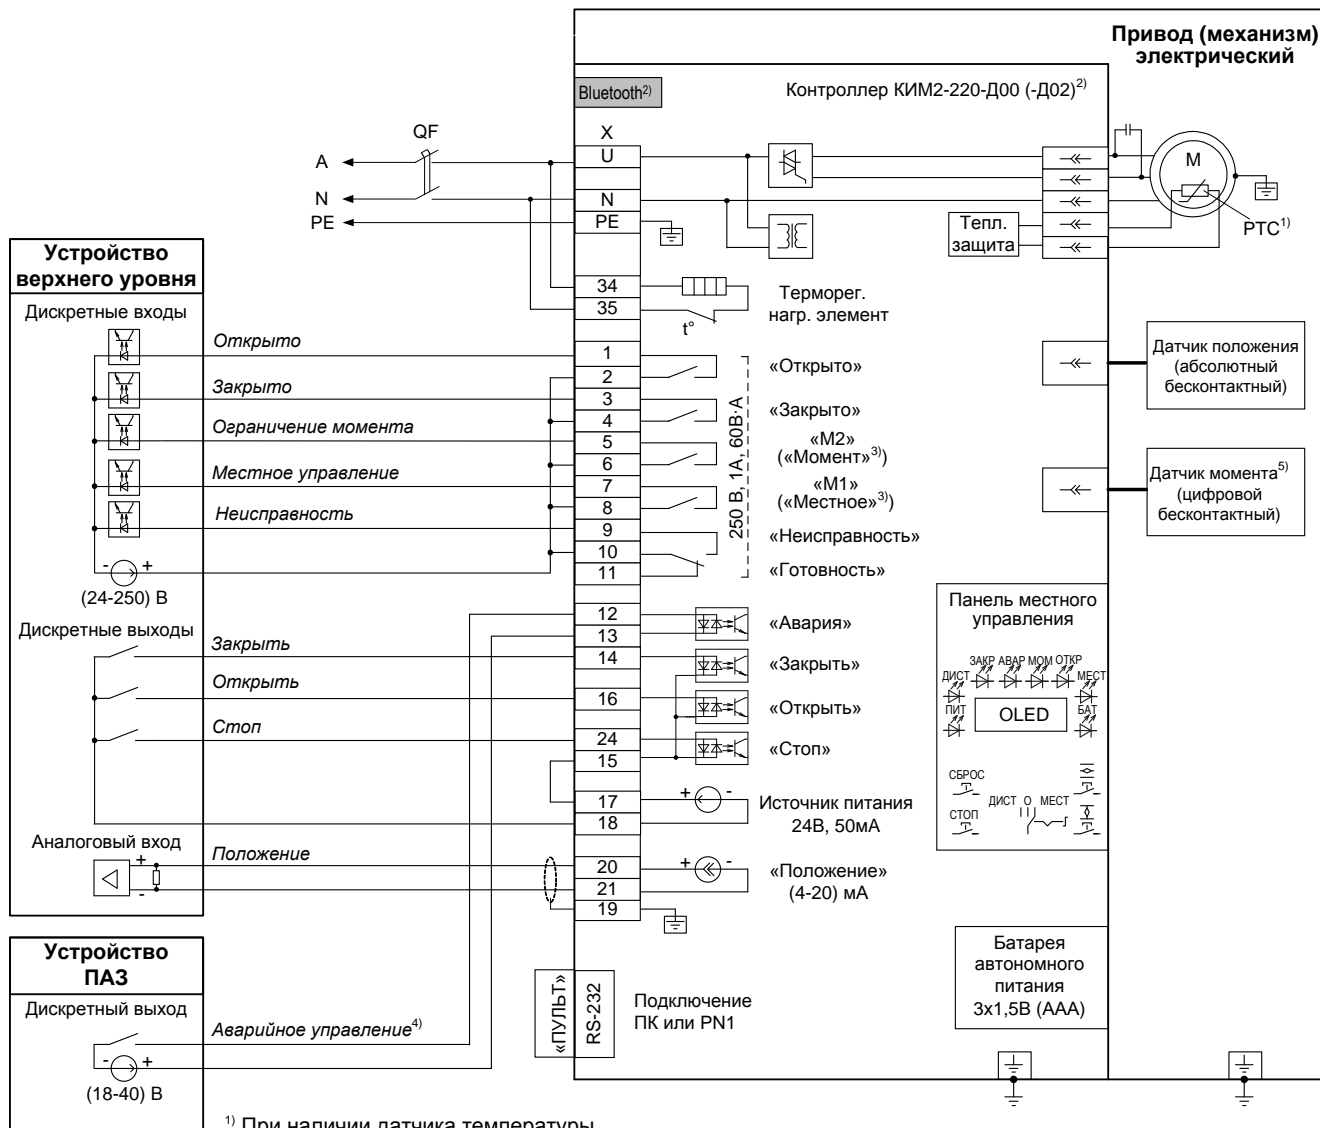 Привод (механизм)
электрический
Bluetooth2)
Контроллер КИМ2-220-Д00 (-Д02)2)
QF
X
A
U
N
N
PE
PE
M
PTC1)
Тепл.
защита
34
35
t°
Терморег.
нагр. элемент
Устройство
верхнего уровня
Дискретные входы
Открыто
Закрыто
Ограничение момента
Местное управление
Неисправность
- +
(24-250) В
1
2
3
4
5
6
7
8
9
10
11
250 В, 1А, 60В·А
«Открыто»
«Закрыто»
«М2»
(«Момент»3))
«М1»
(«Местное»3))
«Неисправность»
«Готовность»
Датчик положения
(абсолютный
бесконтактный)
Датчик момента5)
(цифровой
бесконтактный)
Дискретные выходы
Закрыть
Открыть
Стоп
12
13
14
16
24
15
17
18
«Авария»
«Закрыть»
«Открыть»
«Стоп»
+ -
Источник питания
24В, 50мА
Панель местного
управления
ЗАКР АВАР МОМ ОТКР
ДИСТ
МЕСТ
ПИТ
OLED
БАТ
СБРОС
ДИСТ О МЕСТ
СТОП
Аналоговый вход
+
-
Положение
20
21
19
+ -
«Положение»
(4-20) мА
Устройство
ПАЗ
Дискретный выход
Аварийное управление4)
- +
(18-40) В
«ПУЛЬТ»
RS-232
Подключение
ПК или PN1
Батарея
автономного
питания
3х1,5В (ААА)
1) При наличии датчика температуры